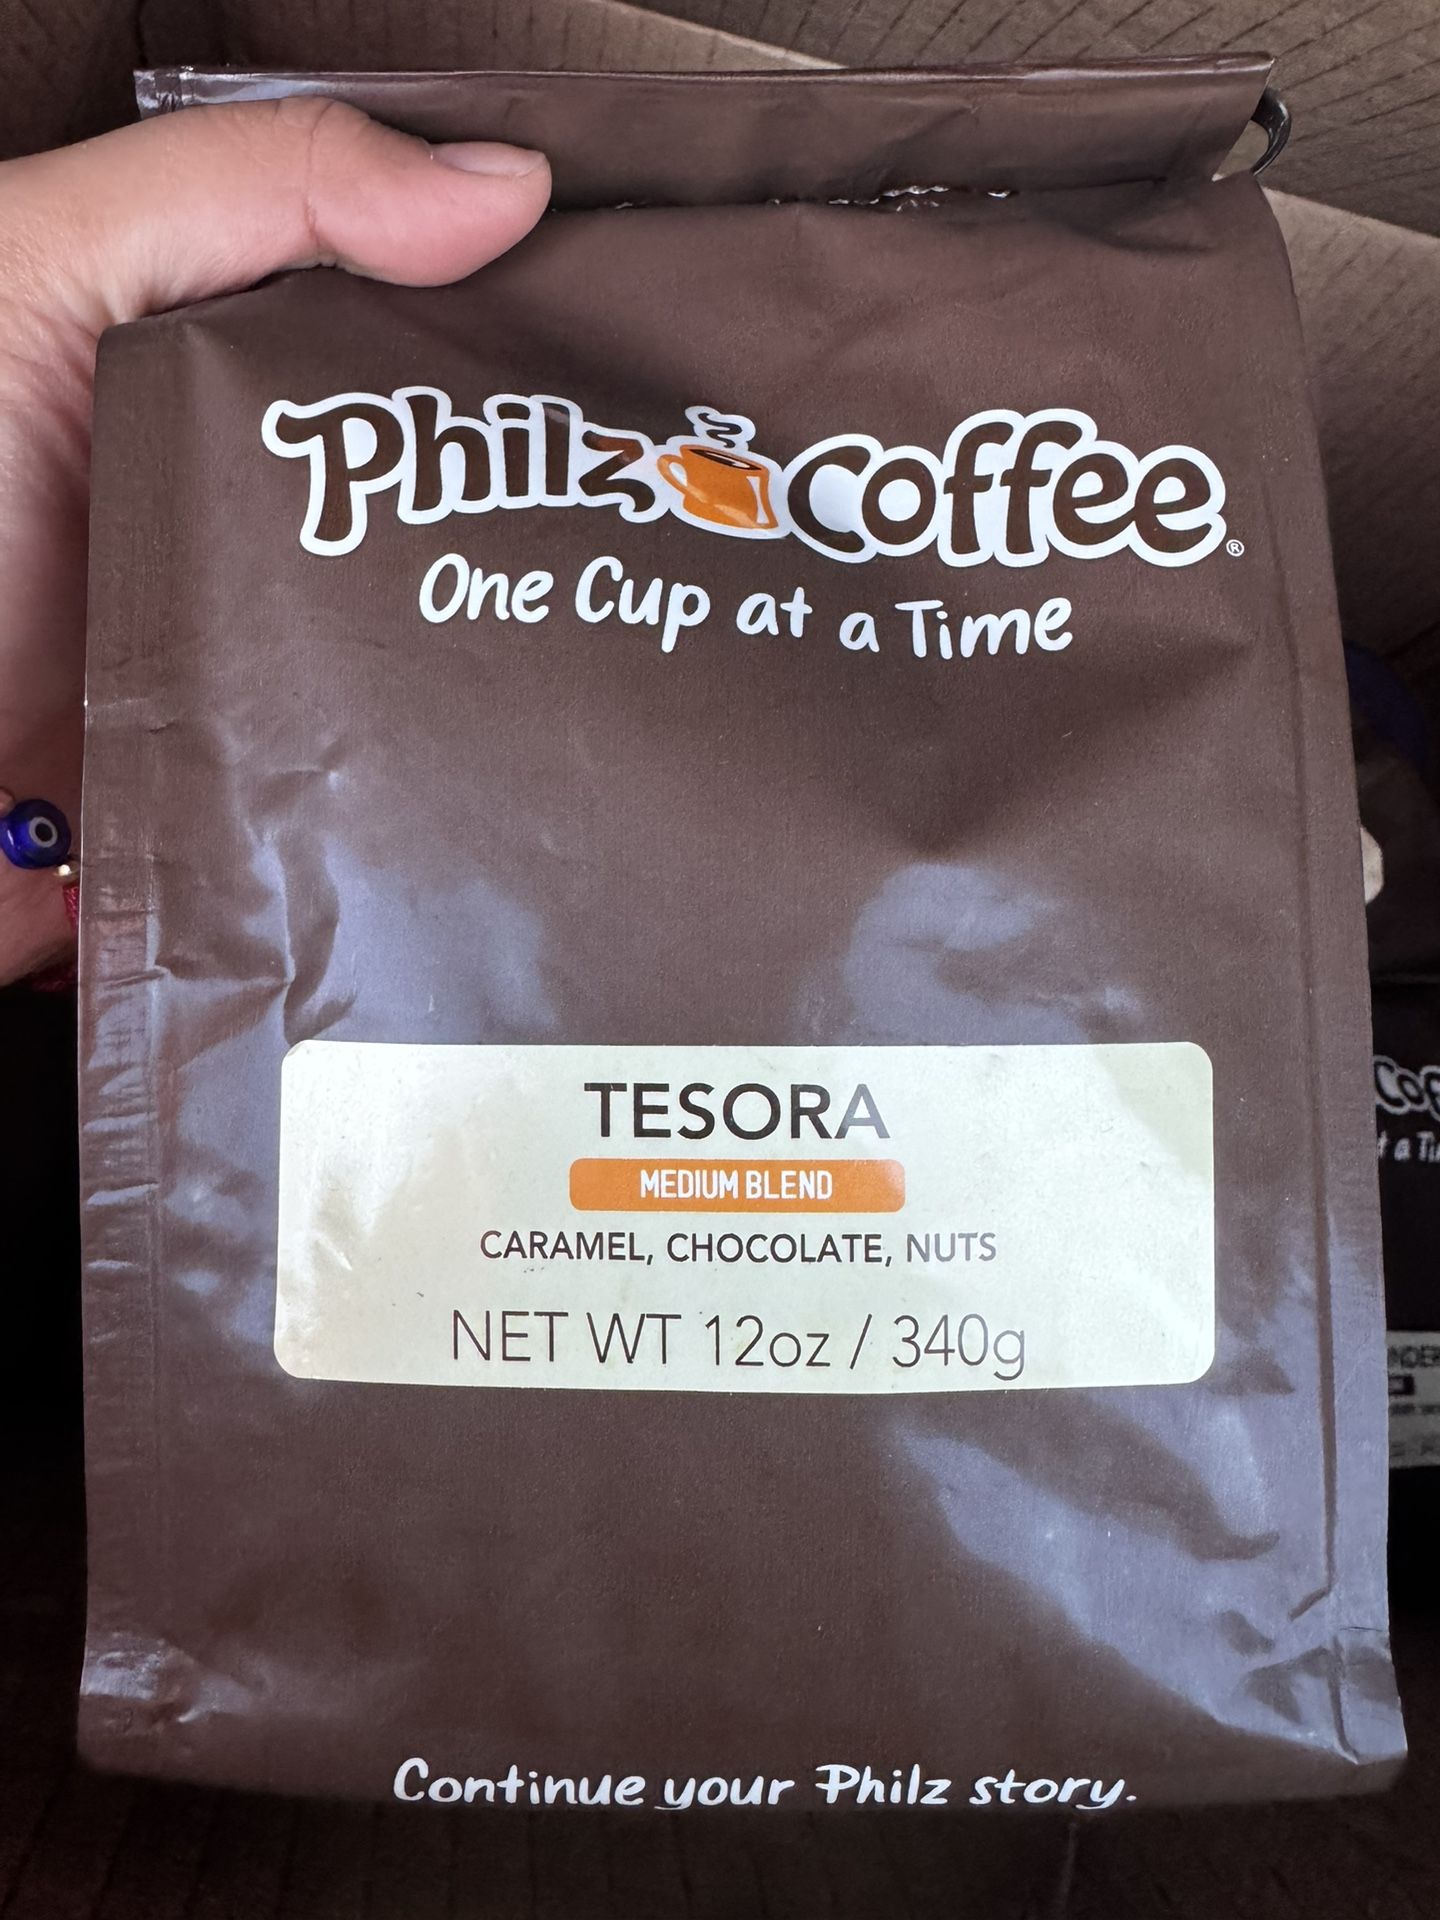 Philz Coffee®
One Cup at a Time
TESORA
MEDIUM BLEND
CARAMEL, CHOCOLATE, NUTS
NET WT 12oz / 340g
Continue your Philz story.